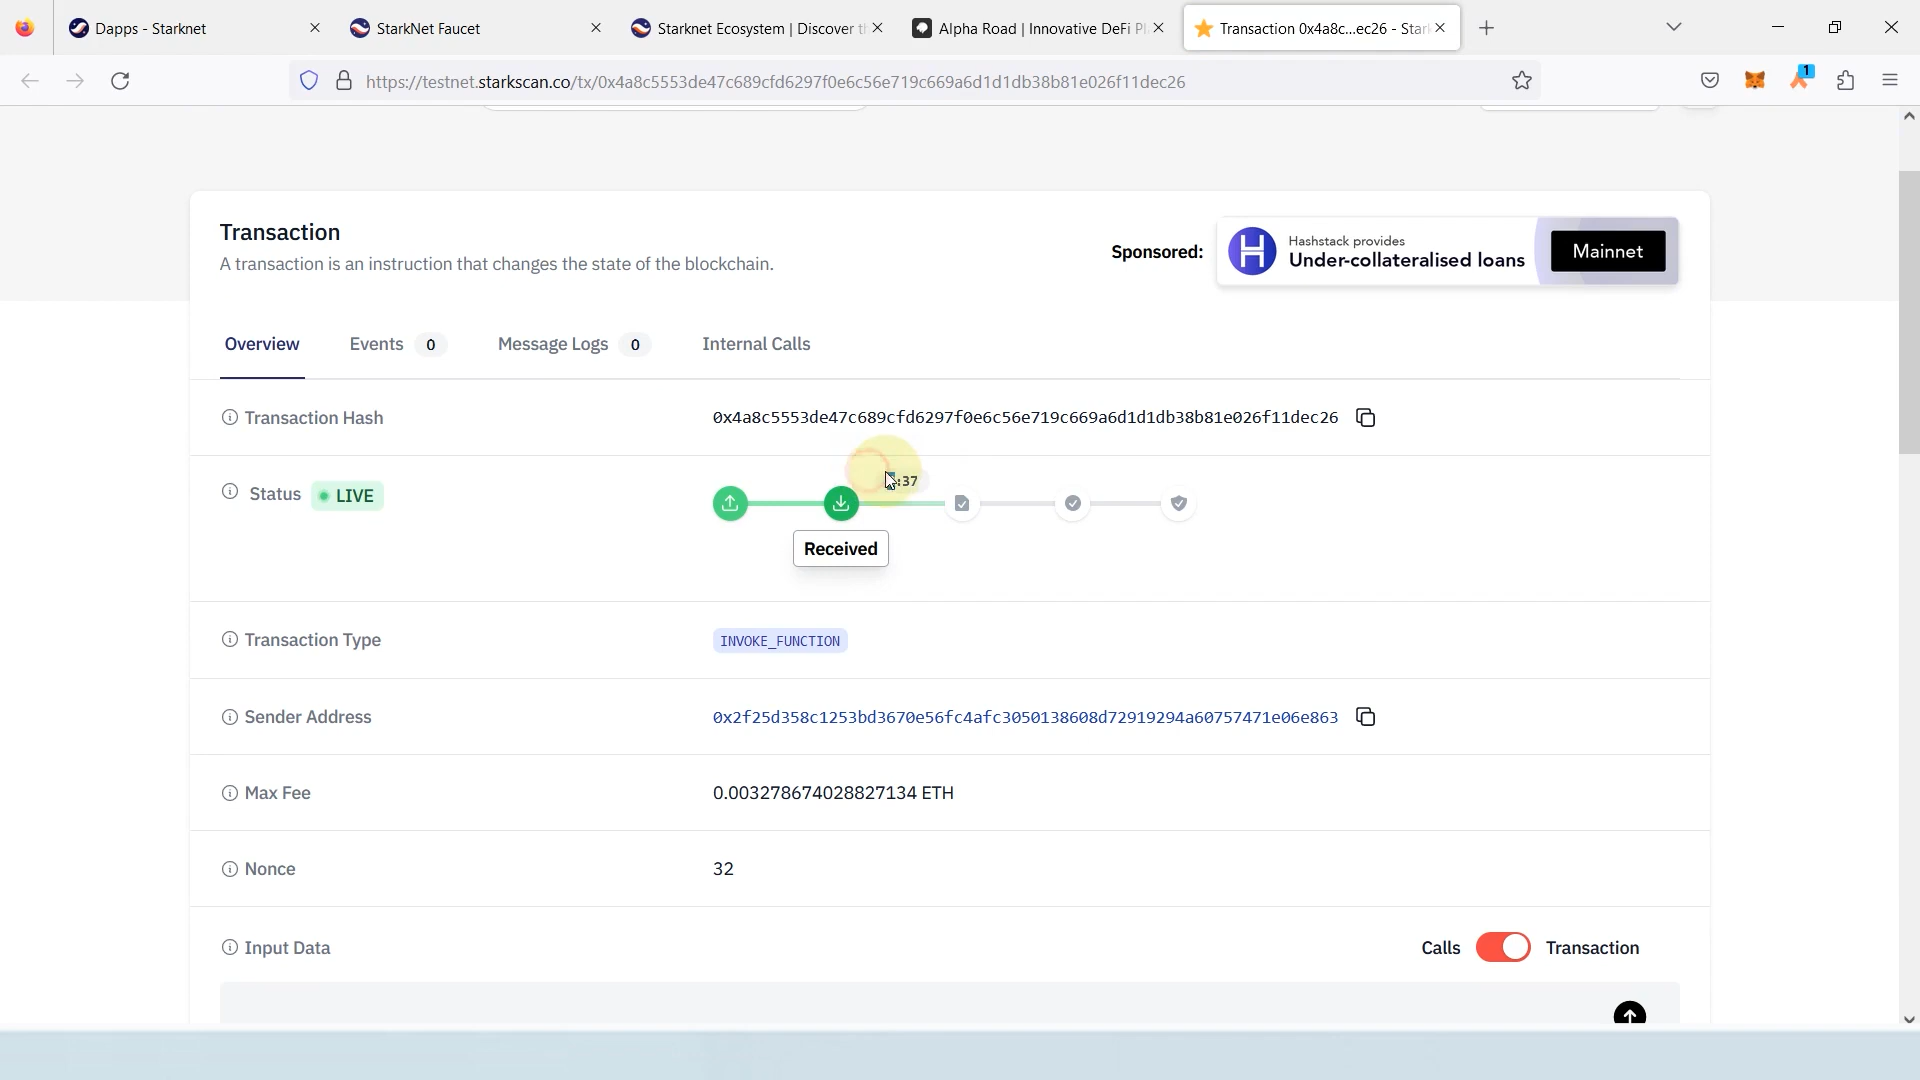 Dapps - Starknet
StarkNet Faucet
Starknet Ecosystem | Discover t
Alpha Road | Innovative DeFi Pl
Transaction 0x4a8c...ec26 - Star
https://testnet.starkscan.co/tx/0x4a8c5553de47c689cfd6297f0e6c56e719c669a6d1d1db38b81e026f11dec26
1
Transaction
A transaction is an instruction that changes the state of the blockchain.
Sponsored:
Hashstack provides
Under-collateralised loans
Mainnet
Overview
Events 0
Message Logs 0
Internal Calls
Transaction Hash
0x4a8c5553de47c689cfd6297f0e6c56e719c669a6d1d1db38b81e026f11dec26
Status
LIVE
:37
Received
Transaction Type
INVOKE_FUNCTION
Sender Address
0x2f25d358c1253bd3670e56fc4afc3050138608d72919294a60757471e06e863
Max Fee
0.003278674028827134 ETH
Nonce
32
Input Data
Calls
Transaction